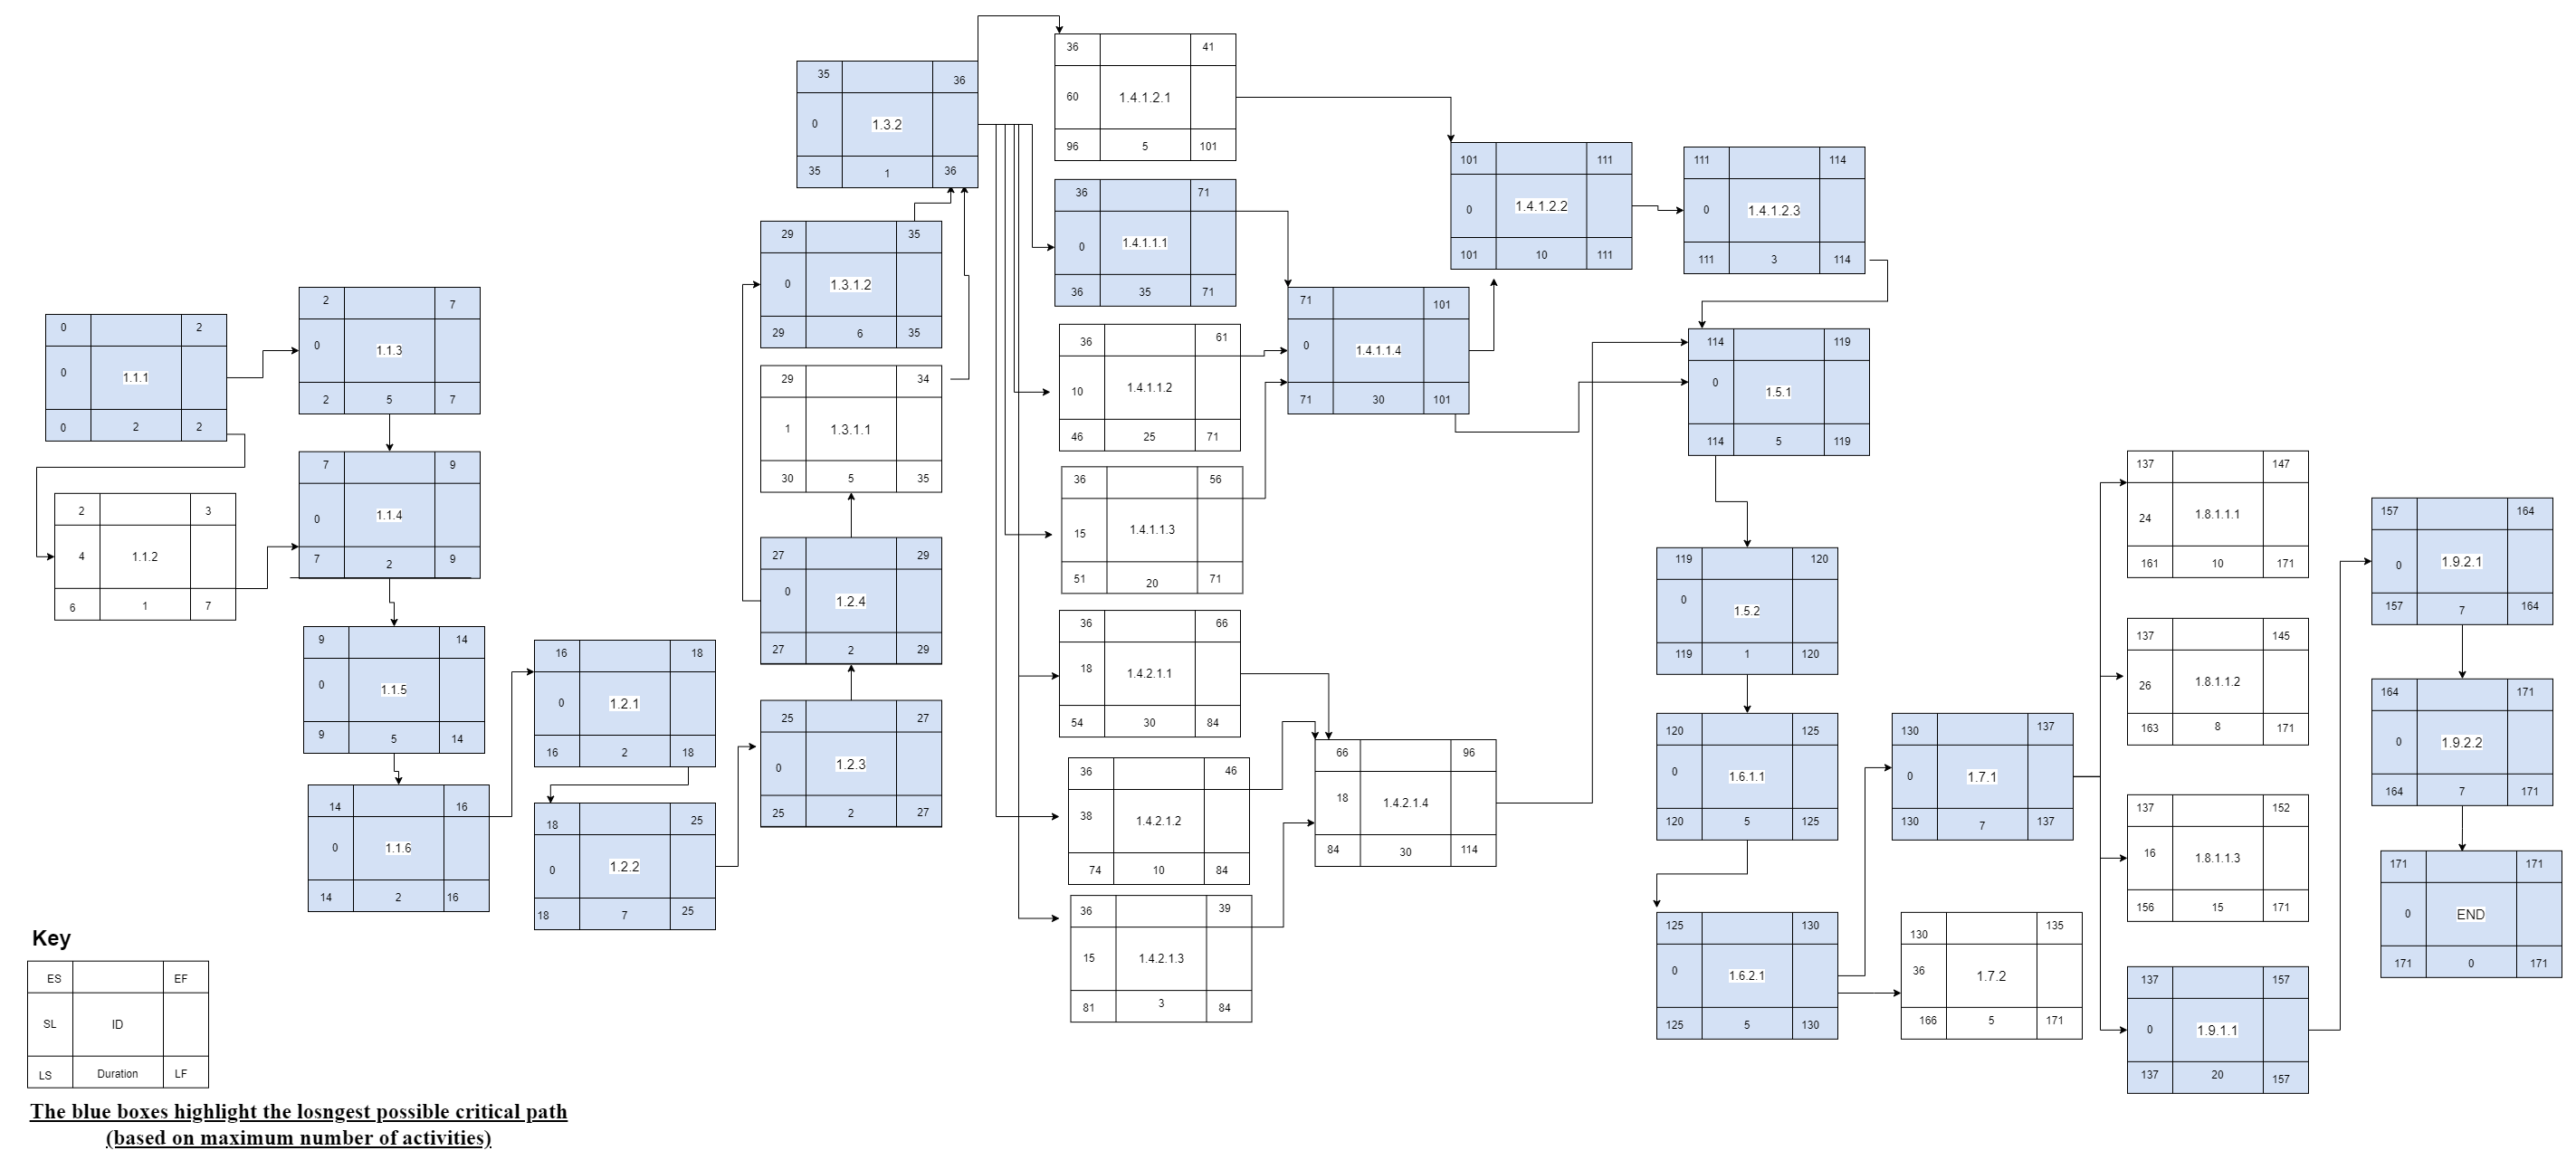 0 2
0 1.1.1
0 2 2
2 7
0 1.1.3
2 5 7
2 3
4 1.1.2
6 1 7
7 9
0 1.1.4
7 2 9
9 14
0 1.1.5
9 5 14
14 16
0 1.1.6
14 2 16
16 18
0 1.2.1
16 2 18
18 25
0 1.2.2
18 7 25
25 27
0 1.2.3
25 2 27
27 29
0 1.2.4
27 2 29
29 34
1 1.3.1.1
30 5 35
29 35
0 1.3.1.2
29 6 35
35 36
0 1.3.2
35 1 36
36 41
60 1.4.1.2.1
96 5 101
36 71
0 1.4.1.1.1
36 35 71
36 61
10 1.4.1.1.2
46 25 71
36 56
15 1.4.1.1.3
51 20 71
36 66
18 1.4.2.1.1
54 30 84
36 46
38 1.4.2.1.2
74 10 84
36 39
15 1.4.2.1.3
81 3 84
71 101
0 1.4.1.1.4
71 30 101
66 96
18 1.4.2.1.4
84 30 114
101 111
0 1.4.1.2.2
101 10 111
111 114
0 1.4.1.2.3
111 3 114
114 119
0 1.5.1
114 5 119
119 120
0 1.5.2
119 1 120
120 125
0 1.6.1.1
120 5 125
125 130
0 1.6.2.1
125 5 130
130 137
0 1.7.1
130 7 137
130 135
36 1.7.2
166 5 171
137 147
24 1.8.1.1.1
161 10 171
137 145
26 1.8.1.1.2
163 8 171
137 152
16 1.8.1.1.3
156 15 171
137 157
0 1.9.1.1
137 20 157
157 164
0 1.9.2.1
157 7 164
164 171
0 1.9.2.2
164 7 171
171 171
0 END
171 0 171
Key
ES EF
SL ID
LS Duration LF
The blue boxes highlight the losngest possible critical path
(based on maximum number of activities)